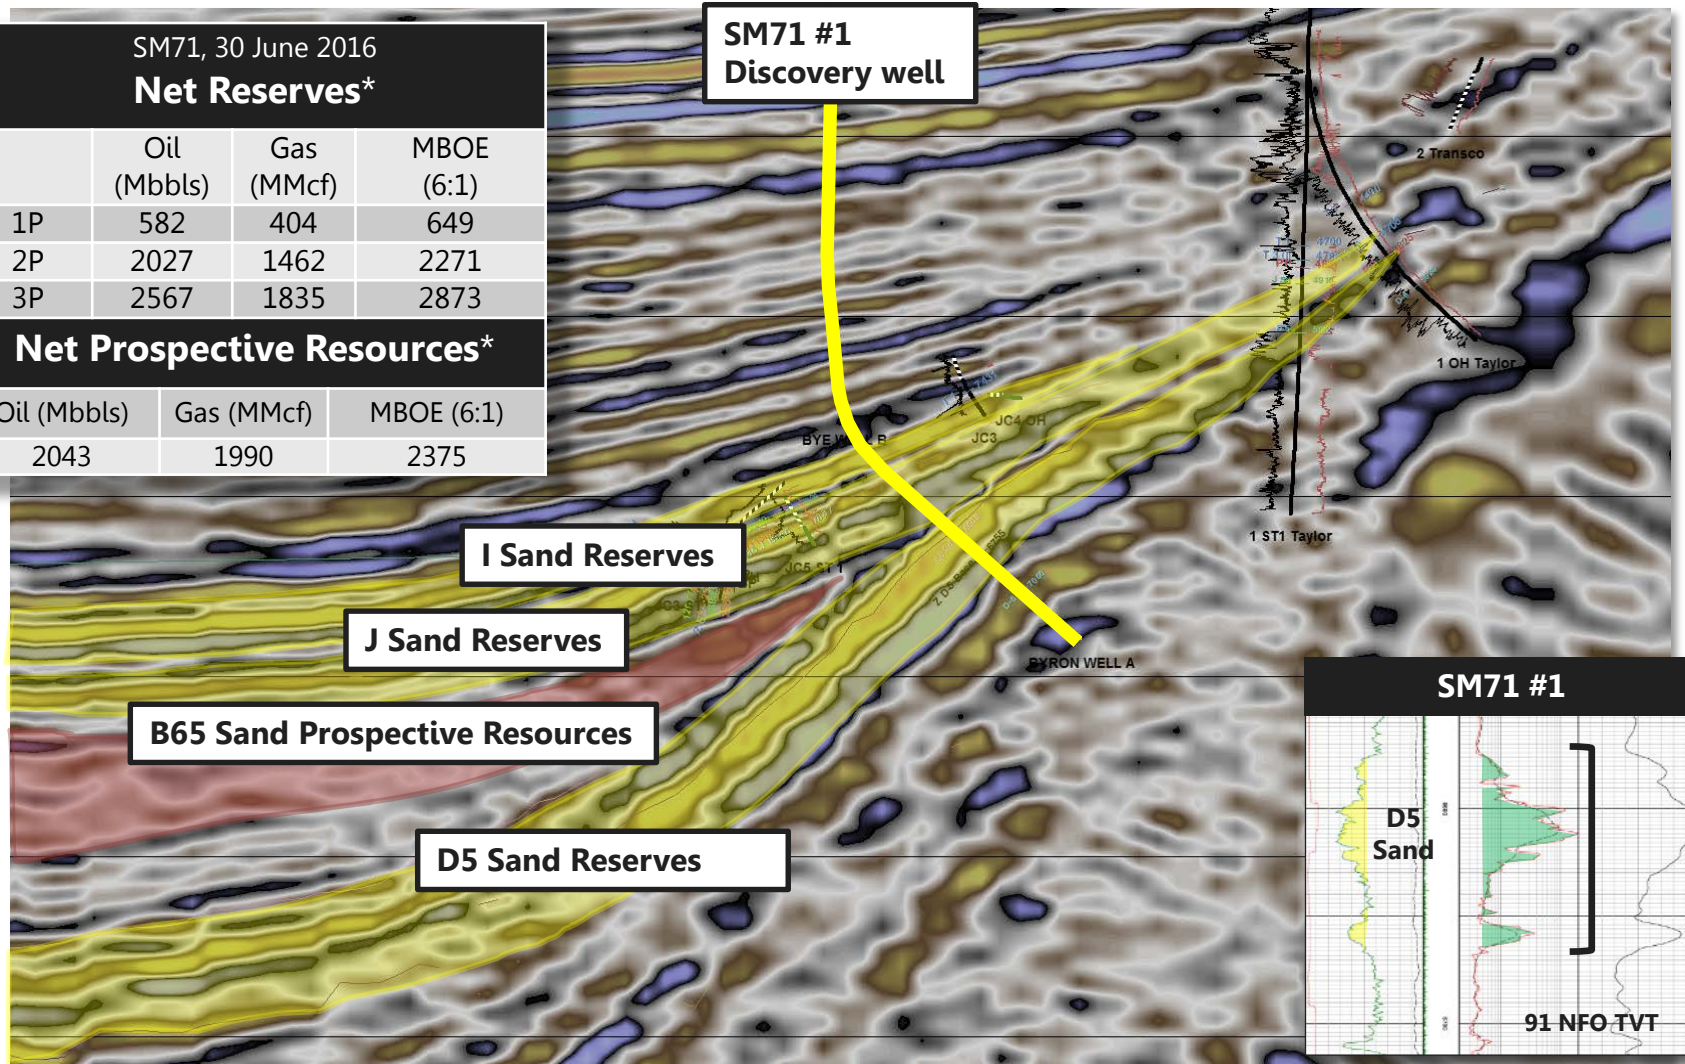 SM71, 30 June 2016
Net Reserves*
Oil (Mbbls) Gas (MMcf) MBOE (6:1)
1P 582 404 649
2P 2027 1462 2271
3P 2567 1835 2873
Net Prospective Resources*
Oil (Mbbls) Gas (MMcf) MBOE (6:1)
2043 1990 2375
SM71 #1
Discovery well
2 Transco
1 OH Taylor
1 ST1 Taylor
JC4 OH
JC3
JC5 ST 1
I Sand Reserves
J Sand Reserves
BYRON WELL A
B65 Sand Prospective Resources
D5 Sand Reserves
SM71 #1
D5
Sand
91 NFO TVT